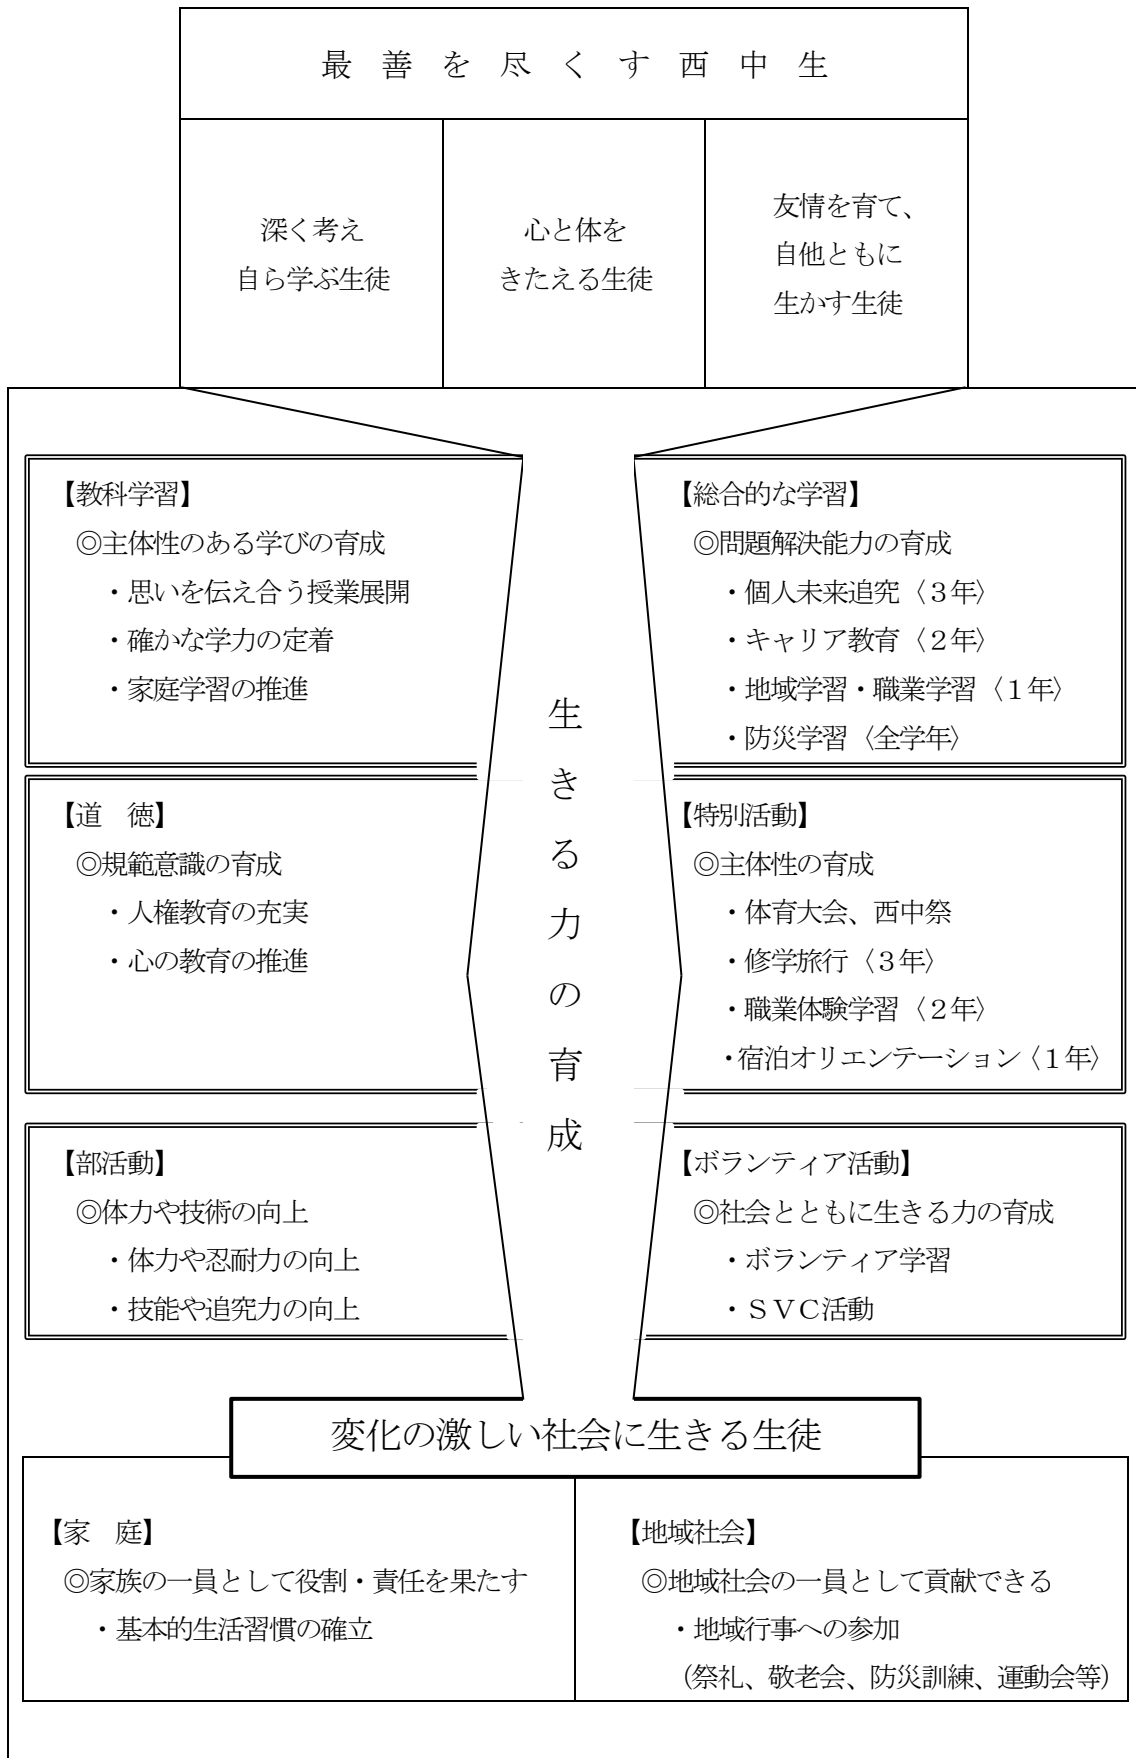 最善を尽くす西中生
深く考え
自ら学ぶ生徒
心と体を
きたえる生徒
友情を育て、
自他ともに
生かす生徒
【教科学習】
◎主体性のある学びの育成
・思いを伝え合う授業展開
・確かな学力の定着
・家庭学習の推進
【総合的な学習】
◎問題解決能力の育成
・個人未来追究〈３年〉
・キャリア教育〈２年〉
・地域学習・職業学習〈１年〉
・防災学習〈全学年〉
生きる力の育成
【道　徳】
◎規範意識の育成
・人権教育の充実
・心の教育の推進
【特別活動】
◎主体性の育成
・体育大会、西中祭
・修学旅行〈３年〉
・職業体験学習〈２年〉
・宿泊オリエンテーション〈１年〉
【部活動】
◎体力や技術の向上
・体力や忍耐力の向上
・技能や追究力の向上
【ボランティア活動】
◎社会とともに生きる力の育成
・ボランティア学習
・ＳＶＣ活動
変化の激しい社会に生きる生徒
【家　庭】
◎家族の一員として役割・責任を果たす
・基本的生活習慣の確立
【地域社会】
◎地域社会の一員として貢献できる
・地域行事への参加
（祭礼、敬老会、防災訓練、運動会等）